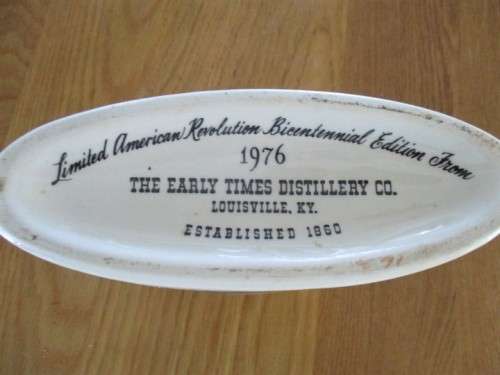 Limited American Revolution Bicentennial Edition From
1976
THE EARLY TIMES DISTILLERY CO.
LOUISVILLE, KY.
ESTABLISHED 1860